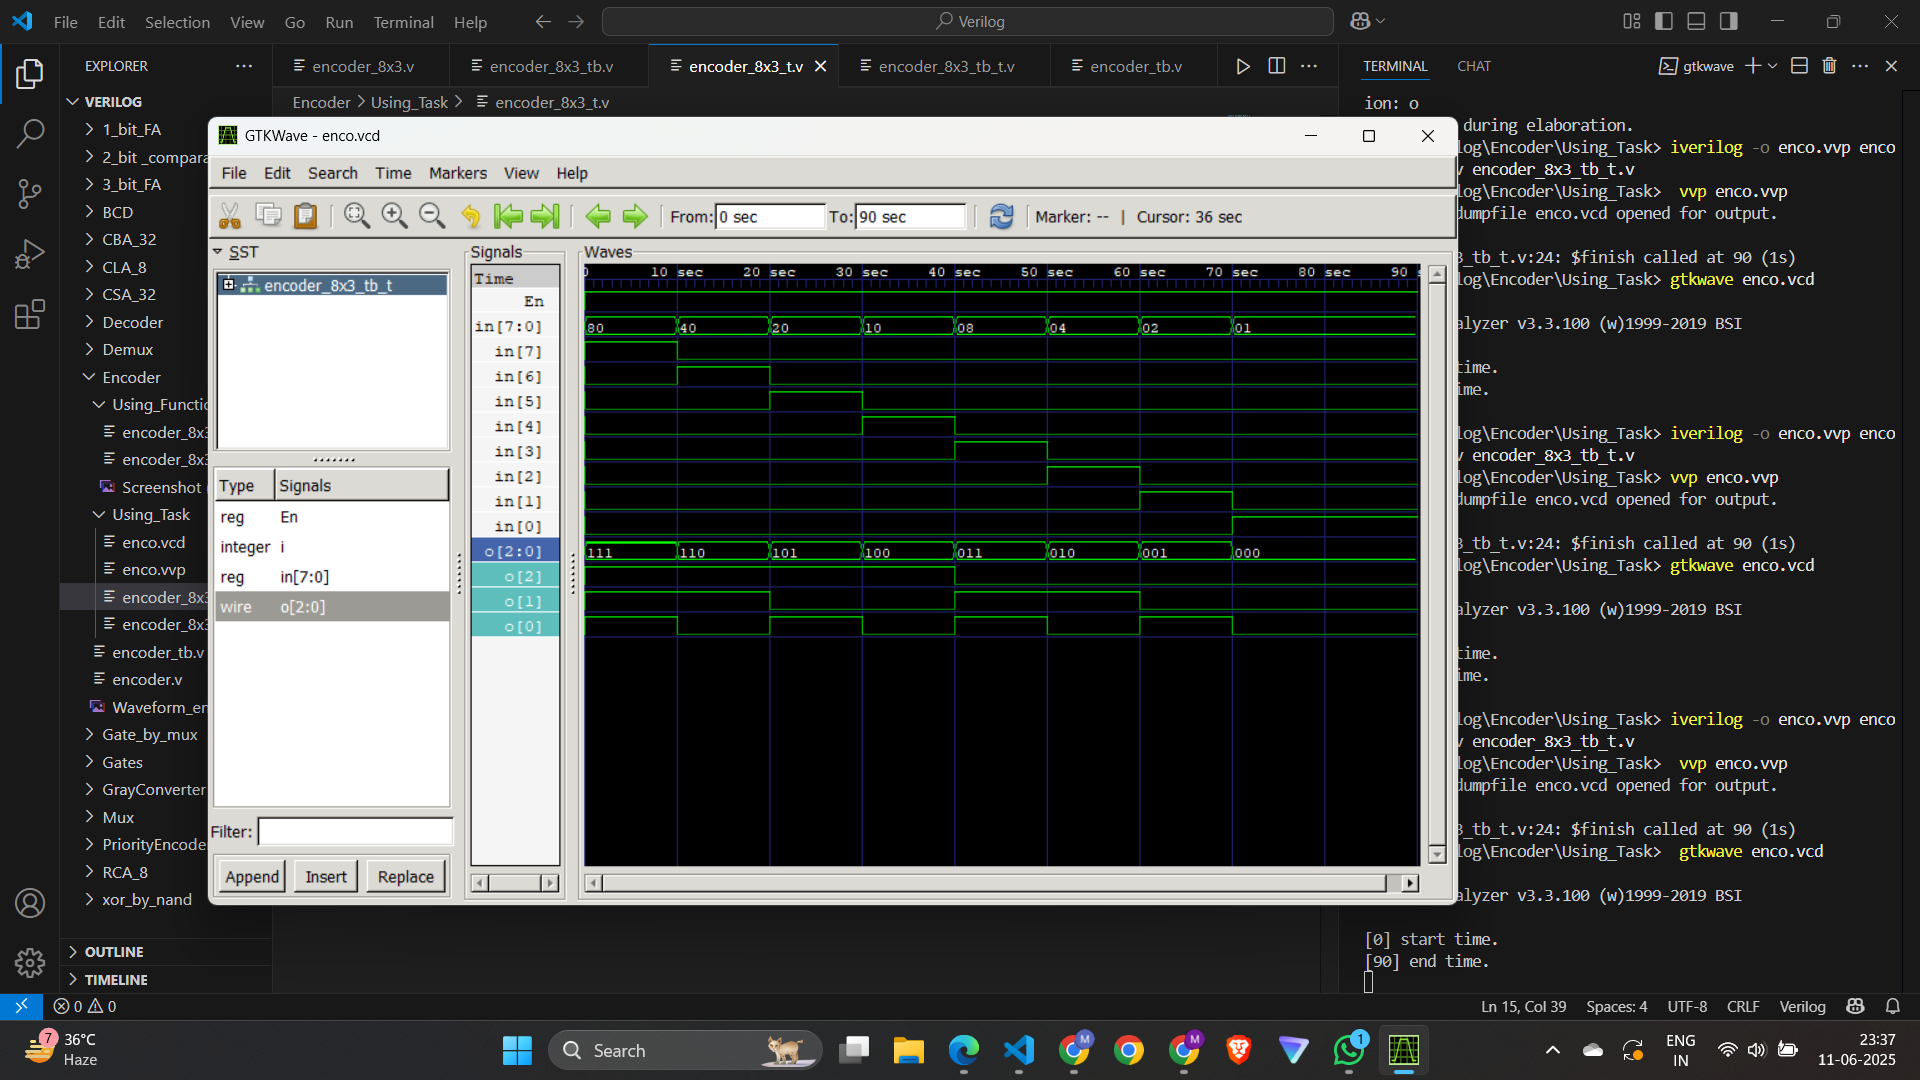 File Edit Selection View Go Run Terminal Help
Verilog
EXPLORER
encoder_8x3.v
encoder_8x3_tb.v
encoder_8x3_t.v
encoder_8x3_tb_t.v
encoder_tb.v
TERMINAL
CHAT
gtkwave
VERILOG
Encoder > Using_Task > encoder_8x3_t.v
1_bit_FA
2_bit _compara
3_bit_FA
BCD
CBA_32
CLA_8
CSA_32
Decoder
Demux
Encoder
Using_Functio
encoder_8x3
encoder_8x3
Screenshot
Using_Task
enco.vcd
enco.vvp
encoder_8x3
encoder_8x3
encoder_tb.v
encoder.v
Waveform_en
Gate_by_mux
Gates
GrayConverter
Mux
PriorityEncode
RCA_8
xor_by_nand
OUTLINE
TIMELINE
GTKWave - enco.vcd
File Edit Search Time Markers View Help
From: 0 sec To: 90 sec Marker: -- | Cursor: 36 sec
SST
encoder_8x3_tb_t
Type Signals
reg En
integer i
reg in[7:0]
wire o[2:0]
Filter:
Append Insert Replace
Signals
Time
En
in[7:0]
in[7]
in[6]
in[5]
in[4]
in[3]
in[2]
in[1]
in[0]
o[2:0]
o[2]
o[1]
o[0]
Waves
0 10 sec 20 sec 30 sec 40 sec 50 sec 60 sec 70 sec 80 sec 90 s
80 40 20 10 08 04 02 01
111 110 101 100 011 010 001 000
ion: o
during elaboration.
log\Encoder\Using_Task> iverilog -o enco.vvp enco
v encoder_8x3_tb_t.v
log\Encoder\Using_Task> vvp enco.vvp
dumpfile enco.vcd opened for output.
3_tb_t.v:24: $finish called at 90 (1s)
log\Encoder\Using_Task> gtkwave enco.vcd
alyzer v3.3.100 (w)1999-2019 BSI
time.
ime.
log\Encoder\Using_Task> iverilog -o enco.vvp enco
v encoder_8x3_tb_t.v
log\Encoder\Using_Task> vvp enco.vvp
dumpfile enco.vcd opened for output.
3_tb_t.v:24: $finish called at 90 (1s)
log\Encoder\Using_Task> gtkwave enco.vcd
alyzer v3.3.100 (w)1999-2019 BSI
time.
ime.
log\Encoder\Using_Task> iverilog -o enco.vvp enco
v encoder_8x3_tb_t.v
log\Encoder\Using_Task> vvp enco.vvp
dumpfile enco.vcd opened for output.
3_tb_t.v:24: $finish called at 90 (1s)
log\Encoder\Using_Task> gtkwave enco.vcd
alyzer v3.3.100 (w)1999-2019 BSI
[0] start time.
[90] end time.
0 0
Ln 15, Col 39 Spaces: 4 UTF-8 CRLF Verilog
7
36°C
Haze
Search
M
M
1
ENG
IN
23:37
11-06-2025